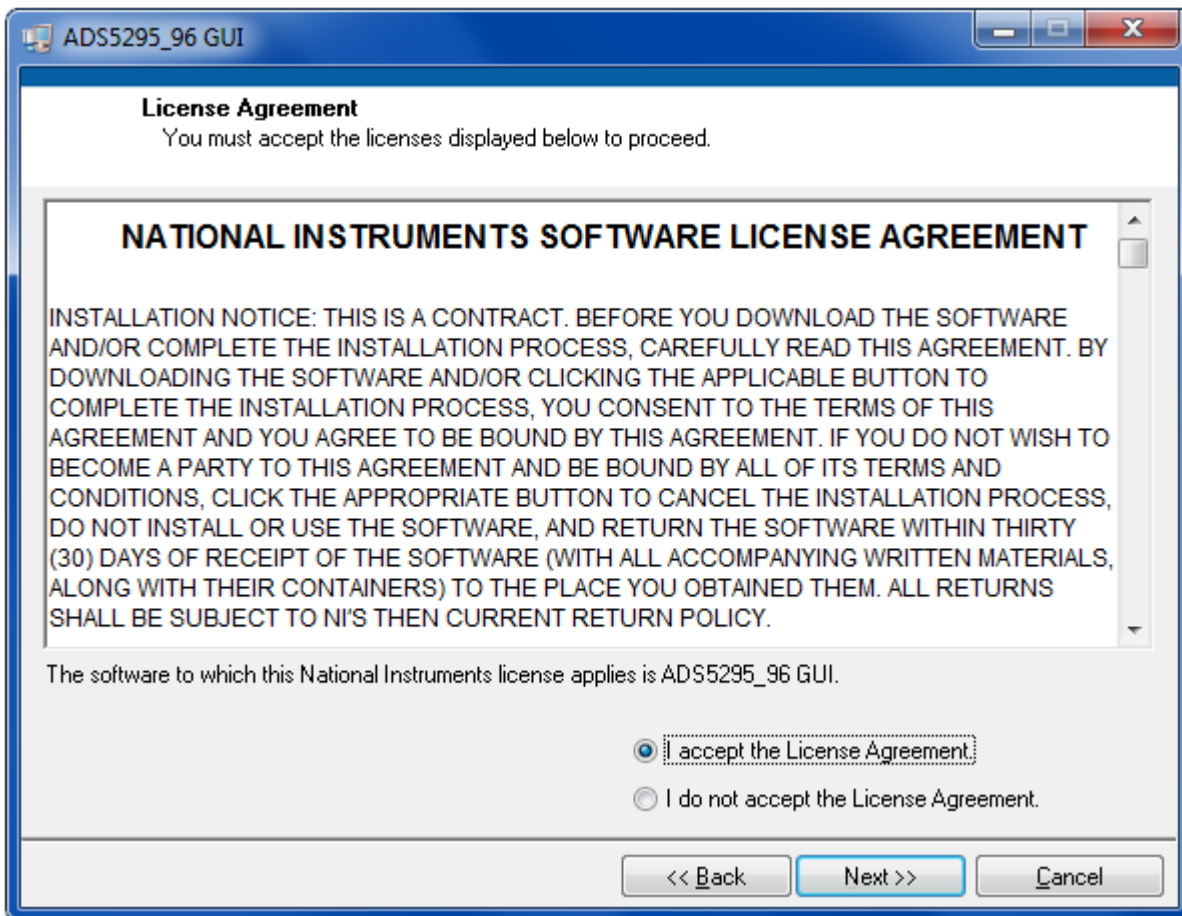 ADS5295_96 GUI
License Agreement
You must accept the licenses displayed below to proceed.
NATIONAL INSTRUMENTS SOFTWARE LICENSE AGREEMENT
INSTALLATION NOTICE: THIS IS A CONTRACT. BEFORE YOU DOWNLOAD THE SOFTWARE
AND/OR COMPLETE THE INSTALLATION PROCESS, CAREFULLY READ THIS AGREEMENT. BY
DOWNLOADING THE SOFTWARE AND/OR CLICKING THE APPLICABLE BUTTON TO
COMPLETE THE INSTALLATION PROCESS, YOU CONSENT TO THE TERMS OF THIS
AGREEMENT AND YOU AGREE TO BE BOUND BY THIS AGREEMENT. IF YOU DO NOT WISH TO
BECOME A PARTY TO THIS AGREEMENT AND BE BOUND BY ALL OF ITS TERMS AND
CONDITIONS, CLICK THE APPROPRIATE BUTTON TO CANCEL THE INSTALLATION PROCESS,
DO NOT INSTALL OR USE THE SOFTWARE, AND RETURN THE SOFTWARE WITHIN THIRTY
(30) DAYS OF RECEIPT OF THE SOFTWARE (WITH ALL ACCOMPANYING WRITTEN MATERIALS,
ALONG WITH THEIR CONTAINERS) TO THE PLACE YOU OBTAINED THEM. ALL RETURNS
SHALL BE SUBJECT TO NI'S THEN CURRENT RETURN POLICY.
The software to which this National Instruments license applies is ADS5295_96 GUI.
I accept the License Agreement.
I do not accept the License Agreement.
<< Back Next >> Cancel